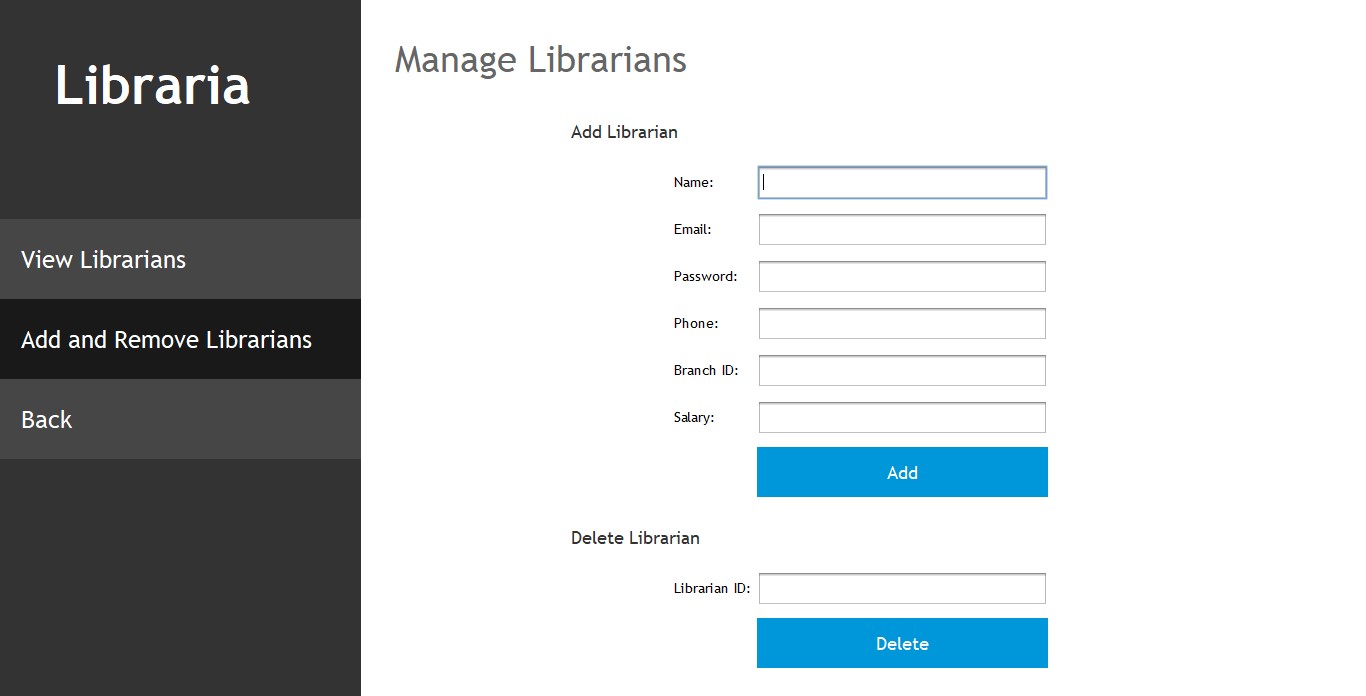 Libraria
View Librarians
Add and Remove Librarians
Back
Manage Librarians
Add Librarian
Name:
Email:
Password:
Phone:
Branch ID:
Salary:
Add
Delete Librarian
Librarian ID:
Delete